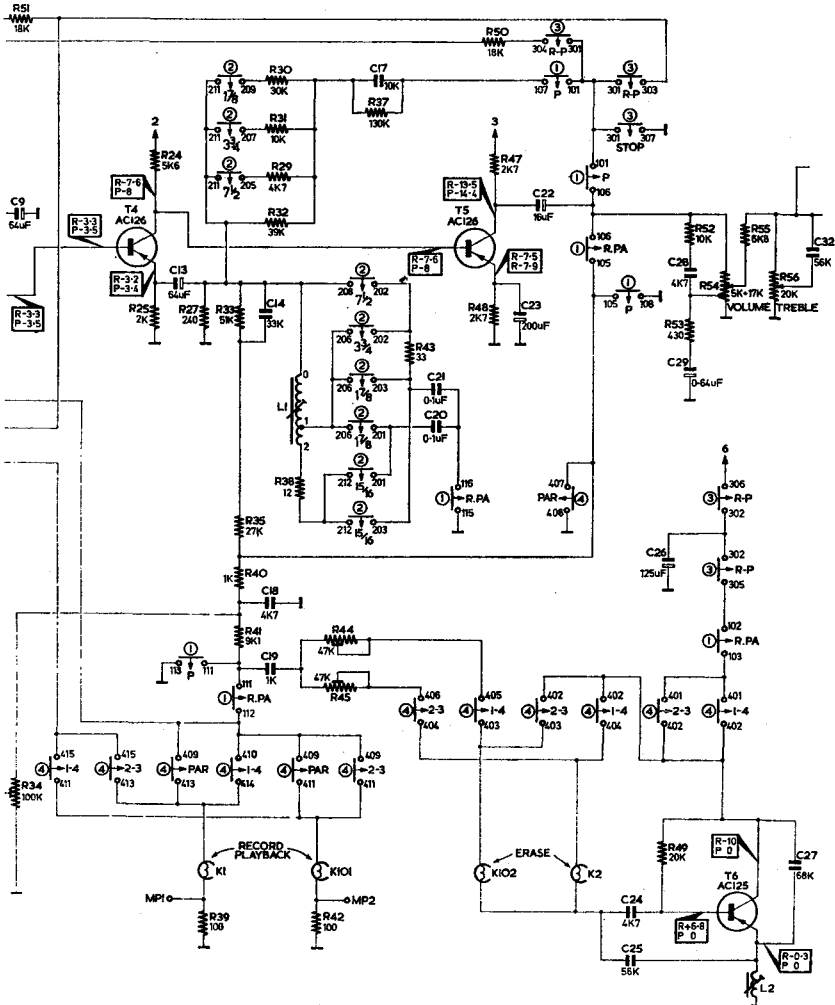 R51
18K
R50
18K
③
304 301
R-P
②
211 209
1 7/8
R30
30K
C17
10K
R37
130K
①
107 101
P
③
301 303
R-P
②
211 207
3 3/4
R31
10K
③
301 307
STOP
2
R24
5K6
②
211 205
7 1/2
R29
4K7
3
R47
2K7
101
① P
106
R-7-6
P-8
R-13-5
P-14-4
C22
16uF
C9
64uF
R32
39K
T4
AC126
T5
AC126
R-3-3
P-3-5
R-7-6
P-8
106
① R.PA
105
R52
10K
R55
6K8
C32
56K
C28
4K7
R54
5K+17K
VOLUME
R56
20K
TREBLE
R-3-2
P-3-4
C13
64uF
R-7-5
R-7-9
R-3-3
P-3-5
R25
2K
R27
240
R33
51K
C14
33K
②
208 202
7 1/2
R48
2K7
C23
200uF
①
105 108
P
R53
430
C29
0-64uF
②
206 202
3 3/4
R43
33
②
206 203
1 7/8
C21
0·1uF
L1
0
1
2
②
206 201
1 7/8
C20
0·1uF
R38
12
②
212 201
15/16
②
212 203
15/16
116
① R.PA
115
407
PAR ④
408
6
306
③ R-P
302
R35
27K
R40
1K
C26
125uF
302
③ R-P
305
C18
4K7
R41
9K1
102
① R.PA
103
R44
47K
C19
1K
①
113 111
P
47K
R45
111
① R.PA
112
406
④ 2-3
404
405
④ 1-4
403
402
④ 2-3
403
402
④ 1-4
404
401
④ 2-3
402
401
④ 1-4
402
R34
100K
415
④ 1-4
411
415
④ 2-3
413
409
④ PAR
413
410
④ 1-4
414
409
④ PAR
411
409
④ 2-3
411
RECORD
PLAYBACK
K1
K101
ERASE
K102
K2
R49
20K
R-10
P 0
C27
68K
T6
AC125
MP1
MP2
R39
100
R42
100
C24
4K7
R+6-8
P 0
C25
56K
R-0-3
P 0
L2